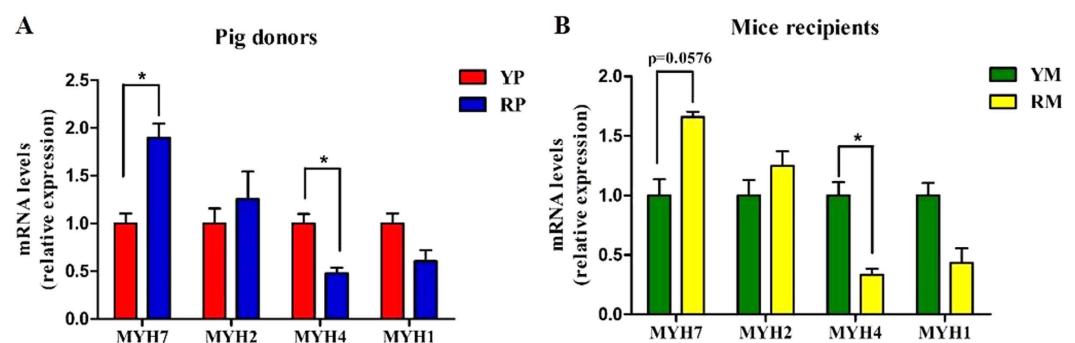 A
Pig donors
YP
RP
mRNA levels
(relative expression)
2.5
2.0
1.5
1.0
0.5
0.0
*
*
MYH7 MYH2 MYH4 MYH1
B
Mice recipients
p=0.0576
YM
RM
mRNA levels
(relative expression)
2.0
1.5
1.0
0.5
0.0
*
MYH7 MYH2 MYH4 MYH1